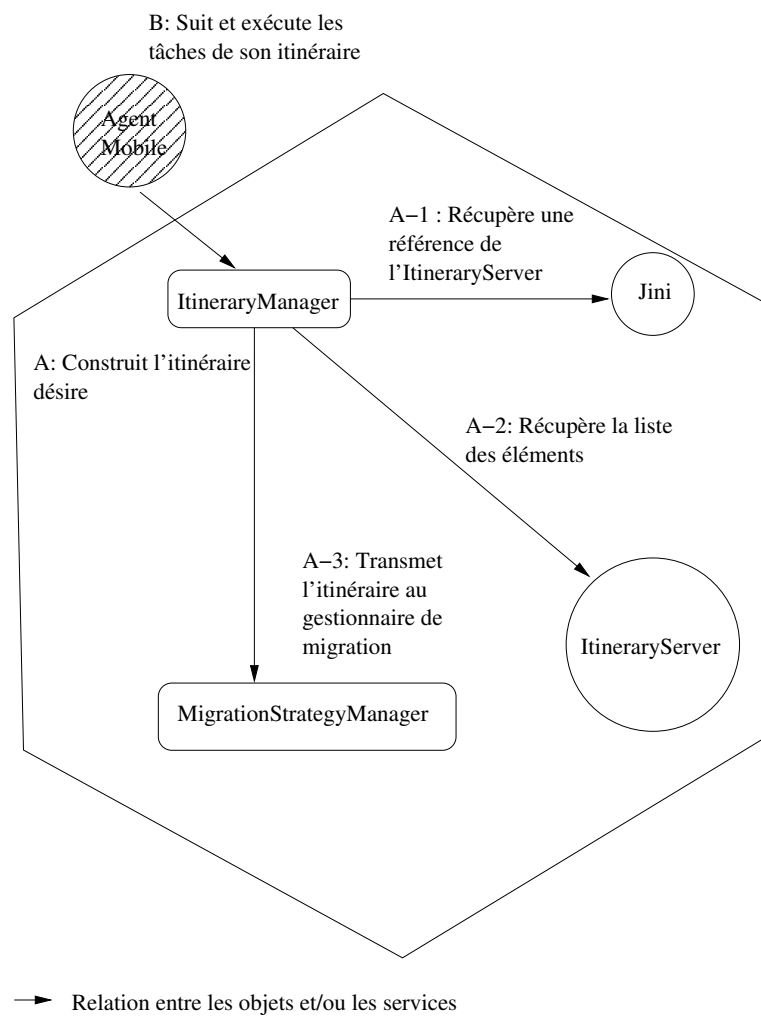 B: Suit et exécute les
tâches de son itinéraire
Agent
Mobile
A−1 : Récupère une
référence de
l'ItineraryServer
Jini
ItineraryManager
A: Construit l'itinéraire
désire
A−2: Récupère la liste
des éléments
A−3: Transmet
l'itinéraire au
gestionnaire de
migration
ItineraryServer
MigrationStrategyManager
Relation entre les objets et/ou les services